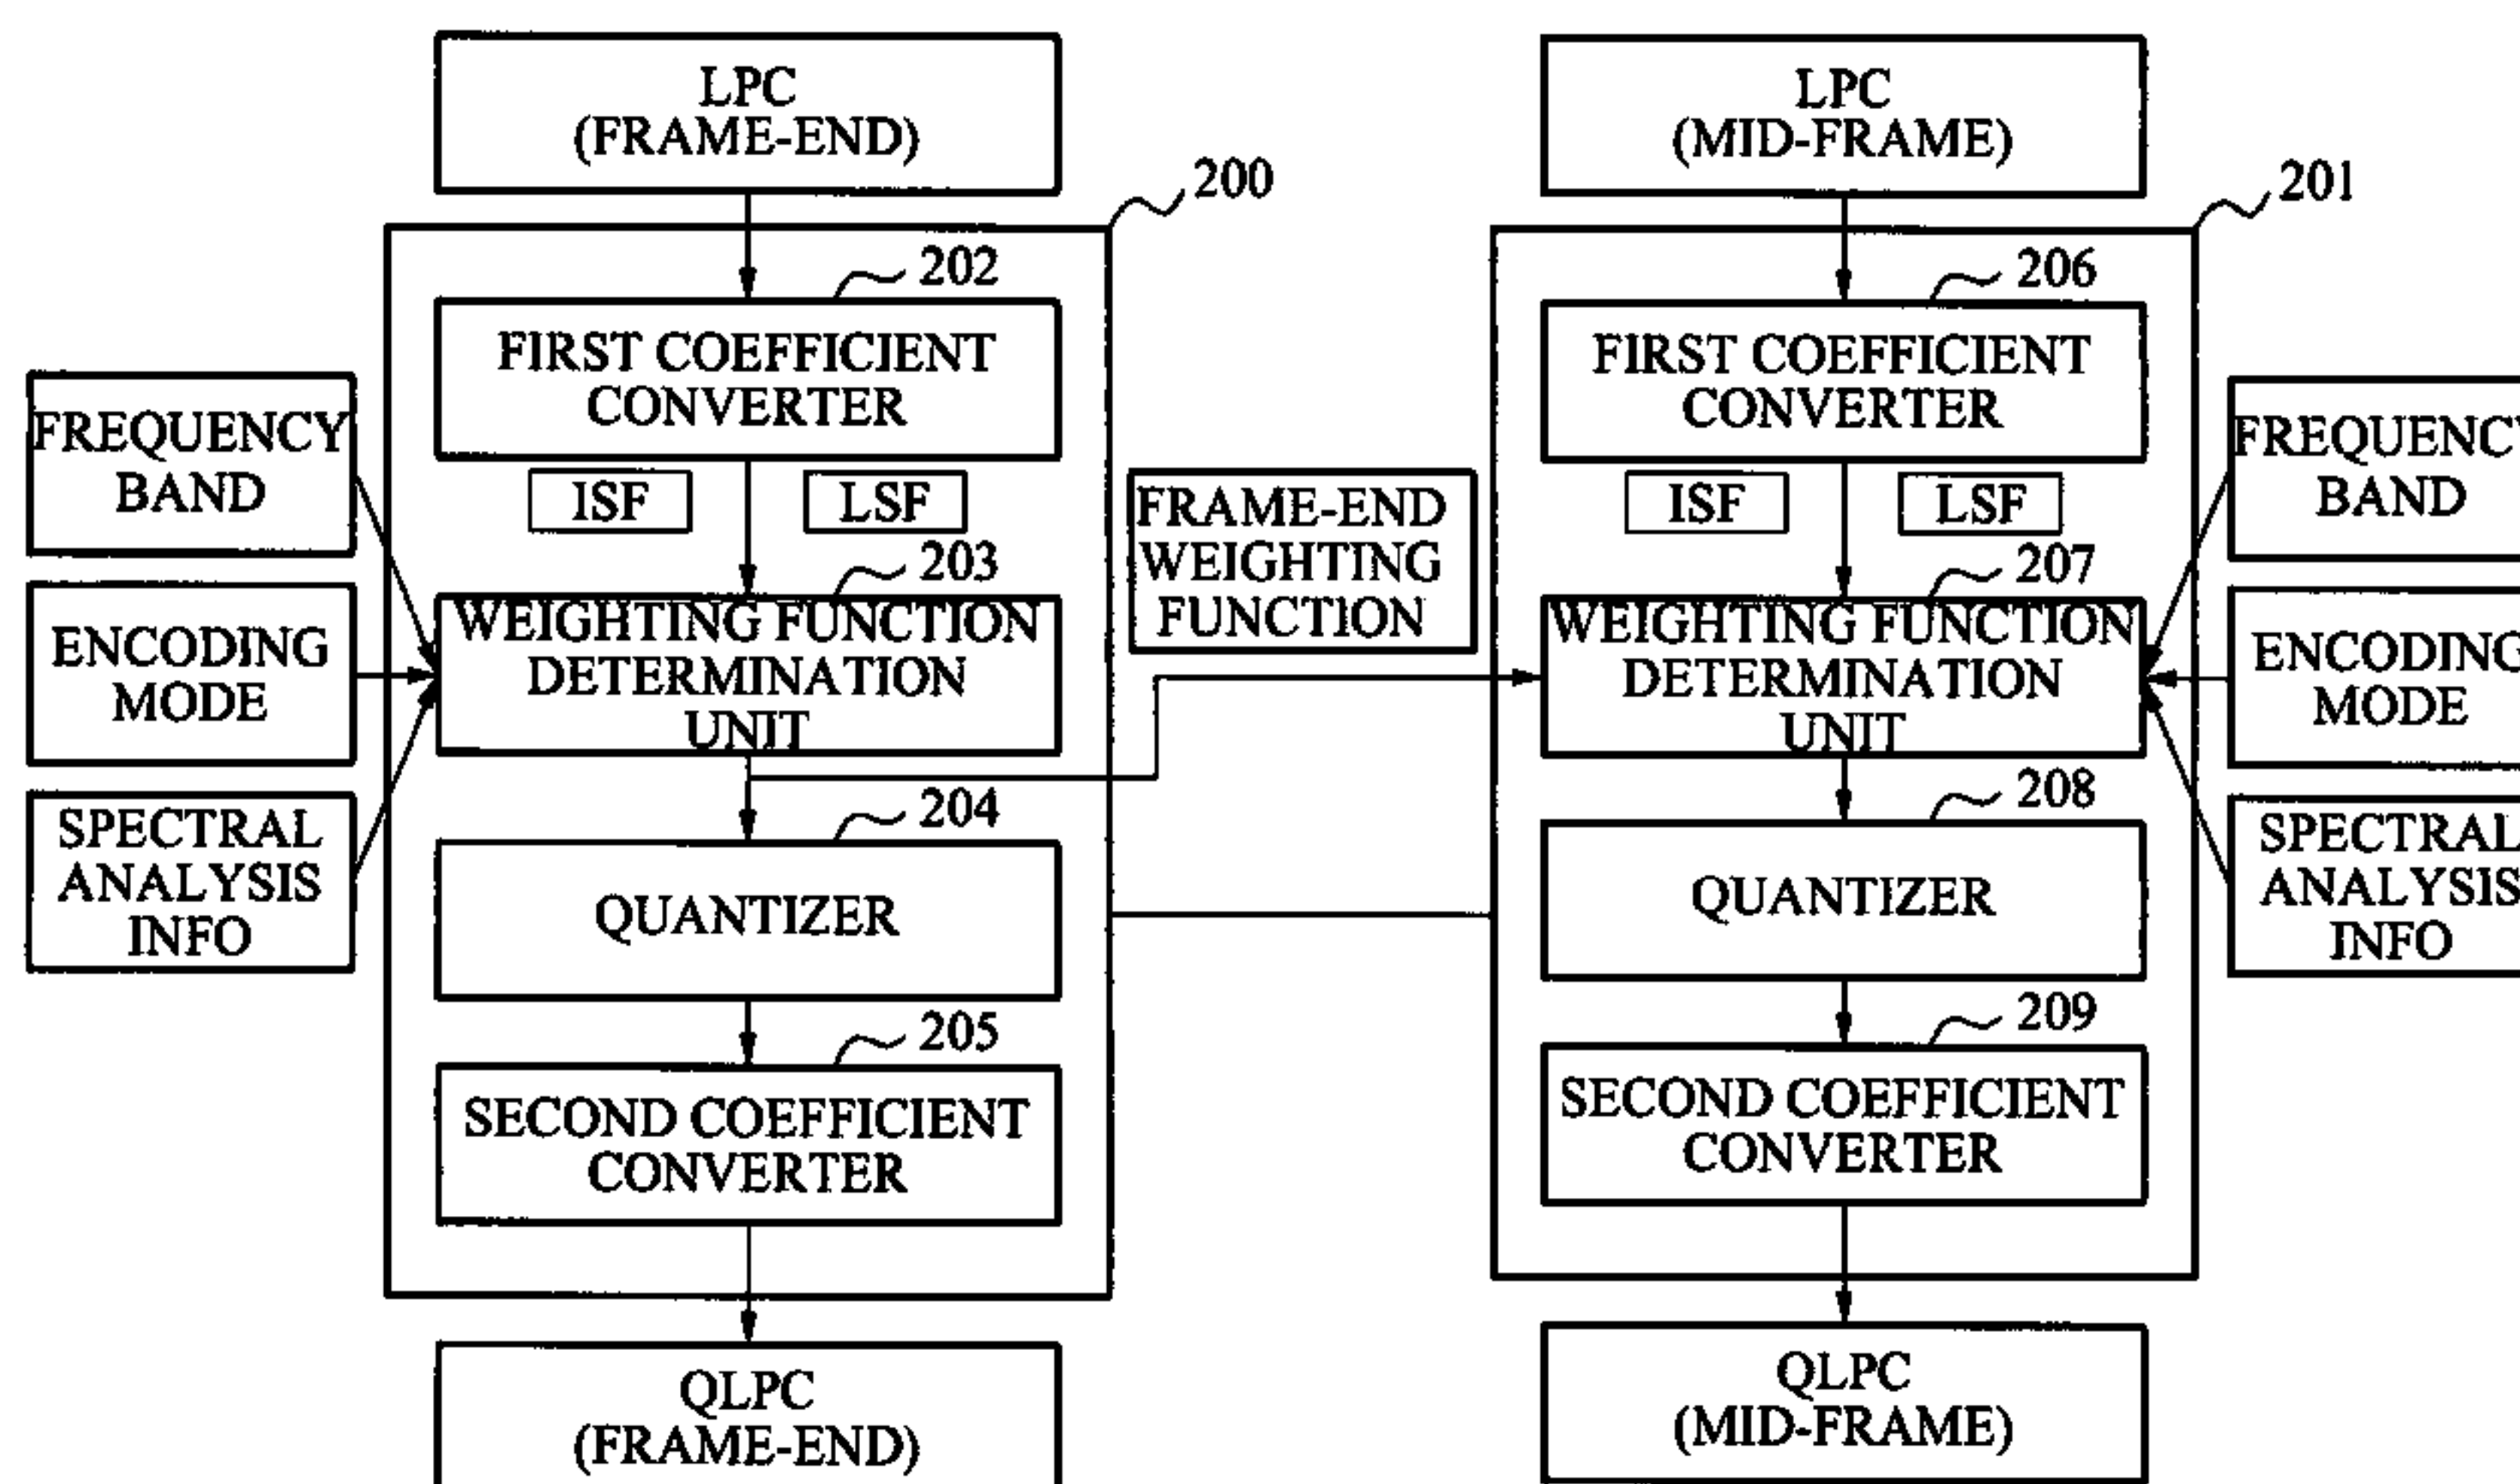 LPC
(FRAME-END)
200
202
FIRST COEFFICIENT
CONVERTER
ISF
LSF
203
FREQUENCY
BAND
ENCODING
MODE
SPECTRAL
ANALYSIS
INFO
WEIGHTING FUNCTION
DETERMINATION
UNIT
204
QUANTIZER
205
SECOND COEFFICIENT
CONVERTER
QLPC
(FRAME-END)
FRAME-END
WEIGHTING
FUNCTION
LPC
(MID-FRAME)
201
206
FIRST COEFFICIENT
CONVERTER
ISF
LSF
207
WEIGHTING FUNCTION
DETERMINATION
UNIT
FREQUENCY
BAND
ENCODING
MODE
SPECTRAL
ANALYSIS
INFO
208
QUANTIZER
209
SECOND COEFFICIENT
CONVERTER
QLPC
(MID-FRAME)